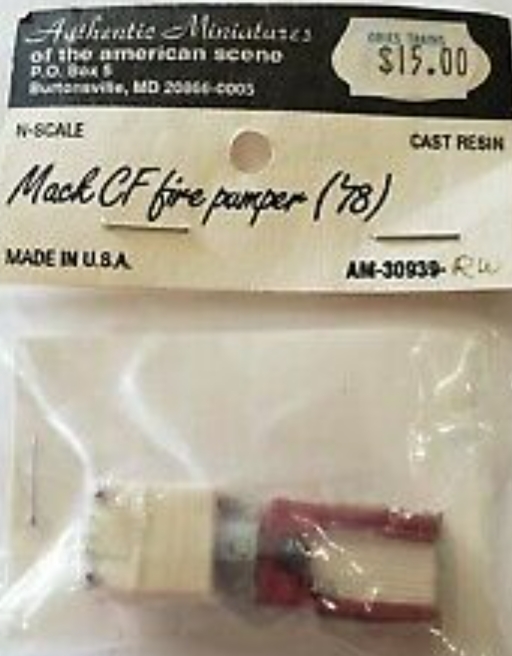 Authentic Miniatures
of the american scene
P.O. Box 5
Burtonsville, MD 20866-0005
$15.00
N-SCALE
CAST RESIN
Mack CF fire pumper ('78)
MADE IN U.S.A.
AM-30939-RW